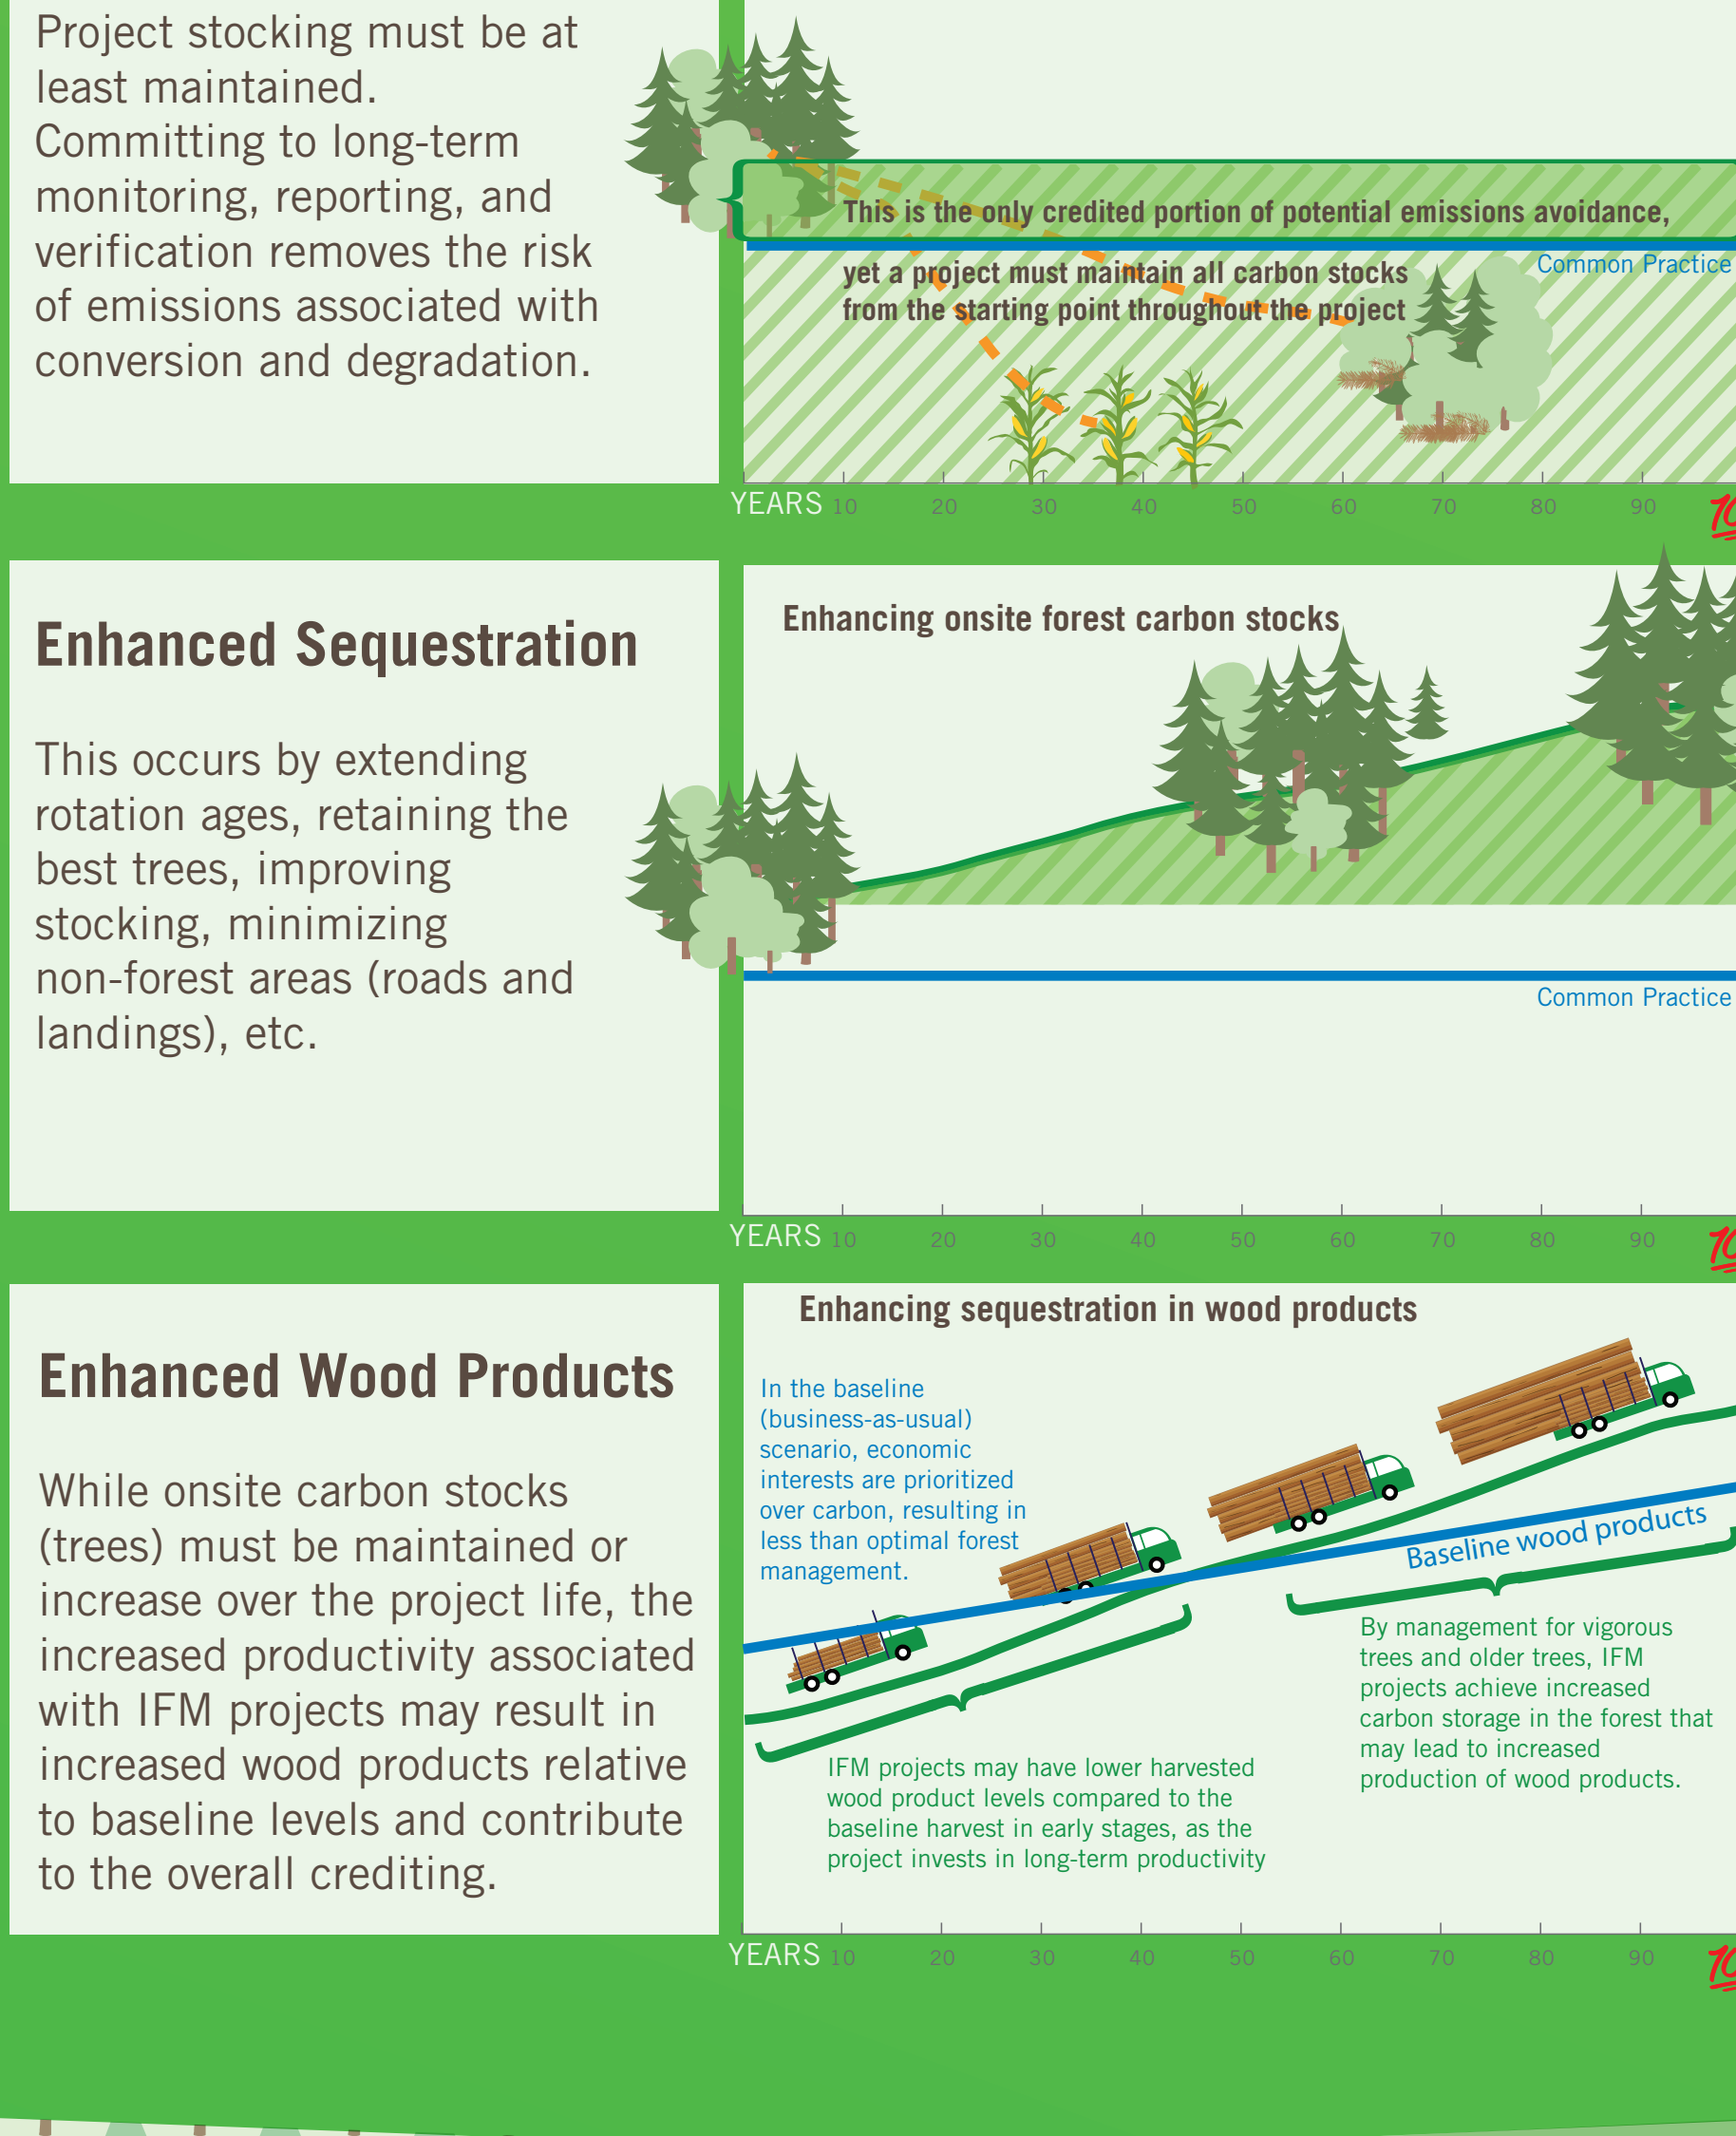 Project stocking must be at
least maintained.
Committing to long-term
monitoring, reporting, and
verification removes the risk
of emissions associated with
conversion and degradation.
This is the only credited portion of potential emissions avoidance,
Common Practice
yet a project must maintain all carbon stocks
from the starting point throughout the project
YEARS 10 20 30 40 50 60 70 80 90
Enhanced Sequestration
This occurs by extending
rotation ages, retaining the
best trees, improving
stocking, minimizing
non-forest areas (roads and
landings), etc.
Enhancing onsite forest carbon stocks
Common Practice
YEARS 10 20 30 40 50 60 70 80 90
Enhanced Wood Products
While onsite carbon stocks
(trees) must be maintained or
increase over the project life, the
increased productivity associated
with IFM projects may result in
increased wood products relative
to baseline levels and contribute
to the overall crediting.
Enhancing sequestration in wood products
In the baseline
(business-as-usual)
scenario, economic
interests are prioritized
over carbon, resulting in
less than optimal forest
management.
Baseline wood products
By management for vigorous
trees and older trees, IFM
projects achieve increased
carbon storage in the forest that
may lead to increased
production of wood products.
IFM projects may have lower harvested
wood product levels compared to the
baseline harvest in early stages, as the
project invests in long-term productivity
YEARS 10 20 30 40 50 60 70 80 90